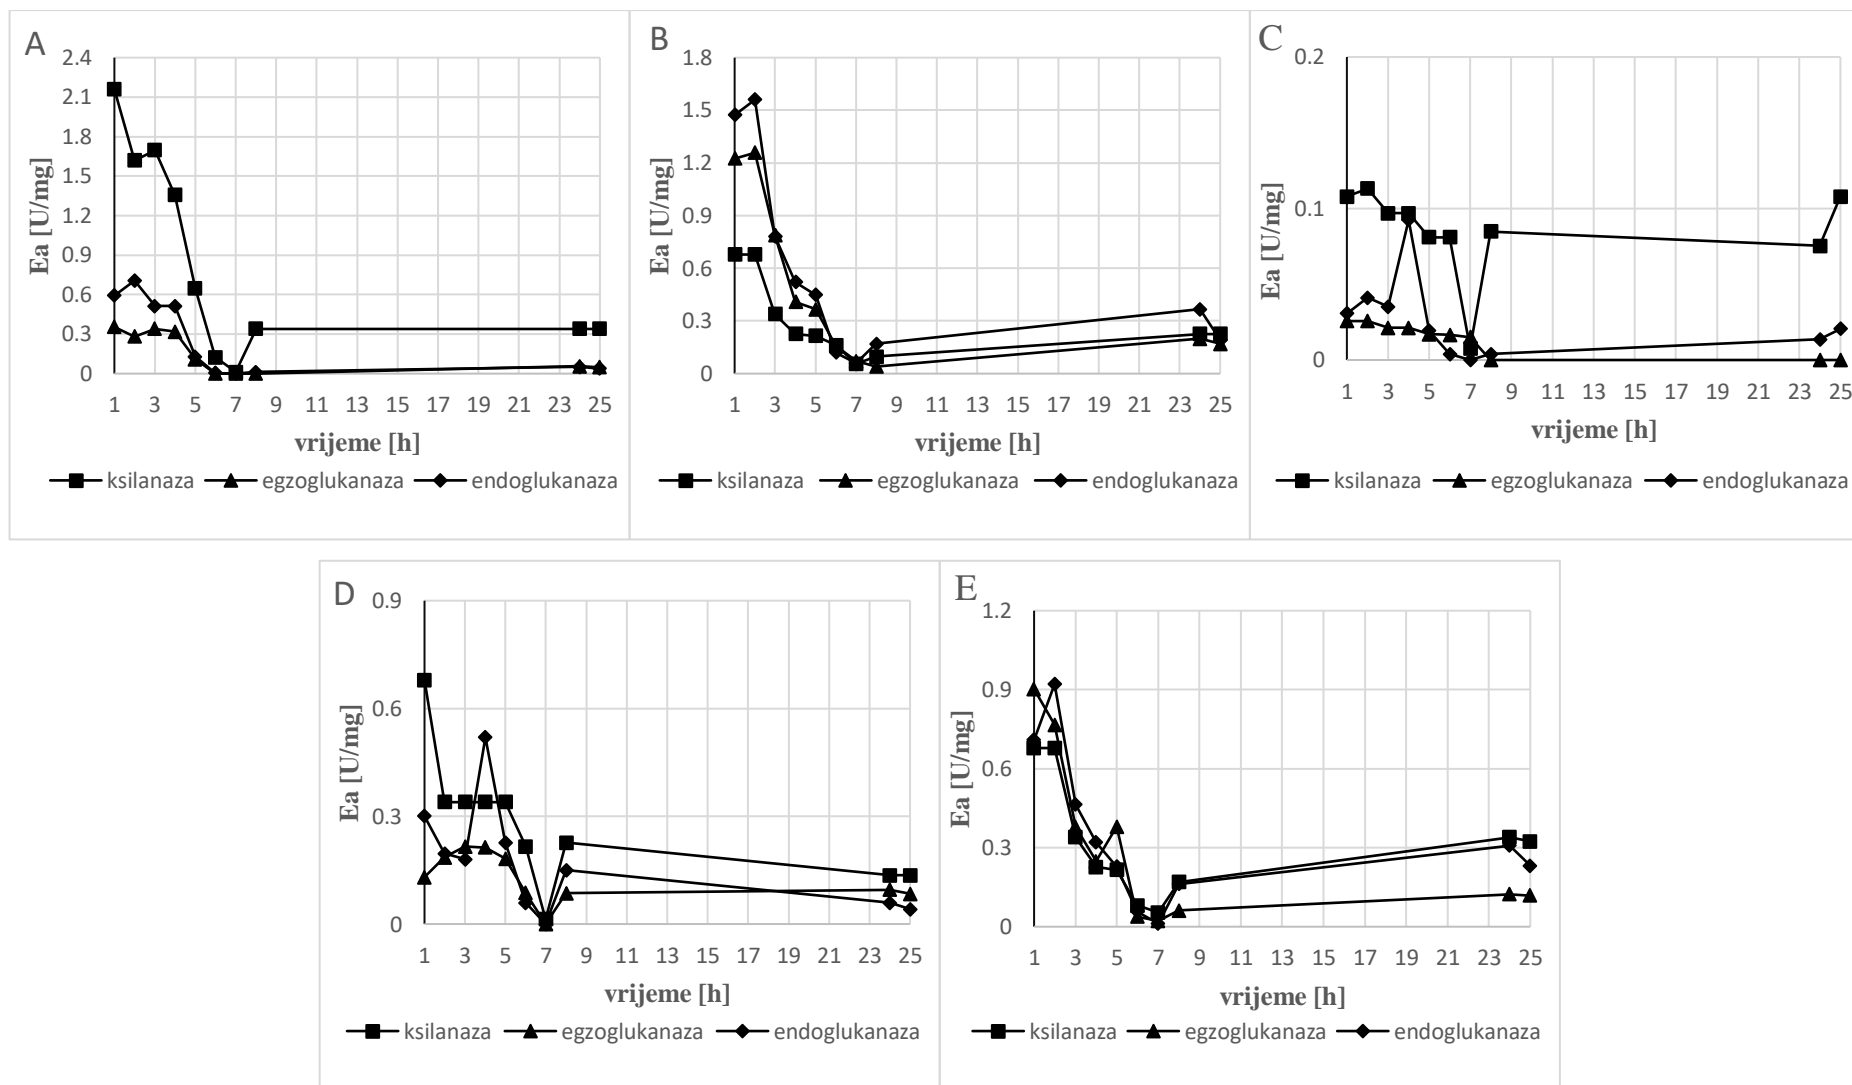 A
2.4
2.1
1.8
1.5
1.2
0.9
0.6
0.3
0
Ea [U/mg]
1 3 5 7 9 11 13 15 17 19 21 23 25
vrijeme [h]
ksilanaza egzoglukanaza endoglukanaza
B
1.8
1.5
1.2
0.9
0.6
0.3
0
Ea [U/mg]
1 3 5 7 9 11 13 15 17 19 21 23 25
vrijeme [h]
ksilanaza egzoglukanaza endoglukanaza
C
0.2
0.1
0
Ea [U/mg]
1 3 5 7 9 11 13 15 17 19 21 23 25
vrijeme [h]
ksilanaza egzoglukanaza endoglukanaza
D
0.9
0.6
0.3
0
Ea [U/mg]
1 3 5 7 9 11 13 15 17 19 21 23 25
vrijeme [h]
ksilanaza egzoglukanaza endoglukanaza
E
1.2
0.9
0.6
0.3
0
Ea [U/mg]
1 3 5 7 9 11 13 15 17 19 21 23 25
vrijeme [h]
ksilanaza egzoglukanaza endoglukanaza